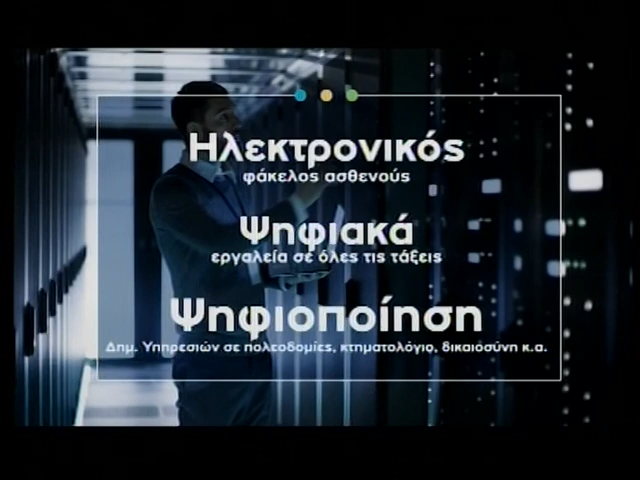 Ηλεκτρονικός
φάκελος ασθενούς
Ψηφιακά
εργαλεία σε όλες τις τάξεις
Ψηφιοποίηση
Δημ. Υπηρεσιών σε πολεοδομίες, κτηματολόγιο, δικαιοσύνη κ.α.